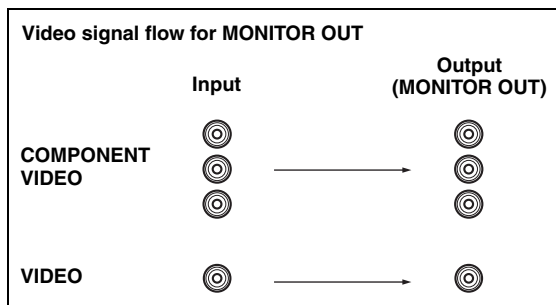 Video signal flow for MONITOR OUT
Input
Output
(MONITOR OUT)
COMPONENT
VIDEO
VIDEO